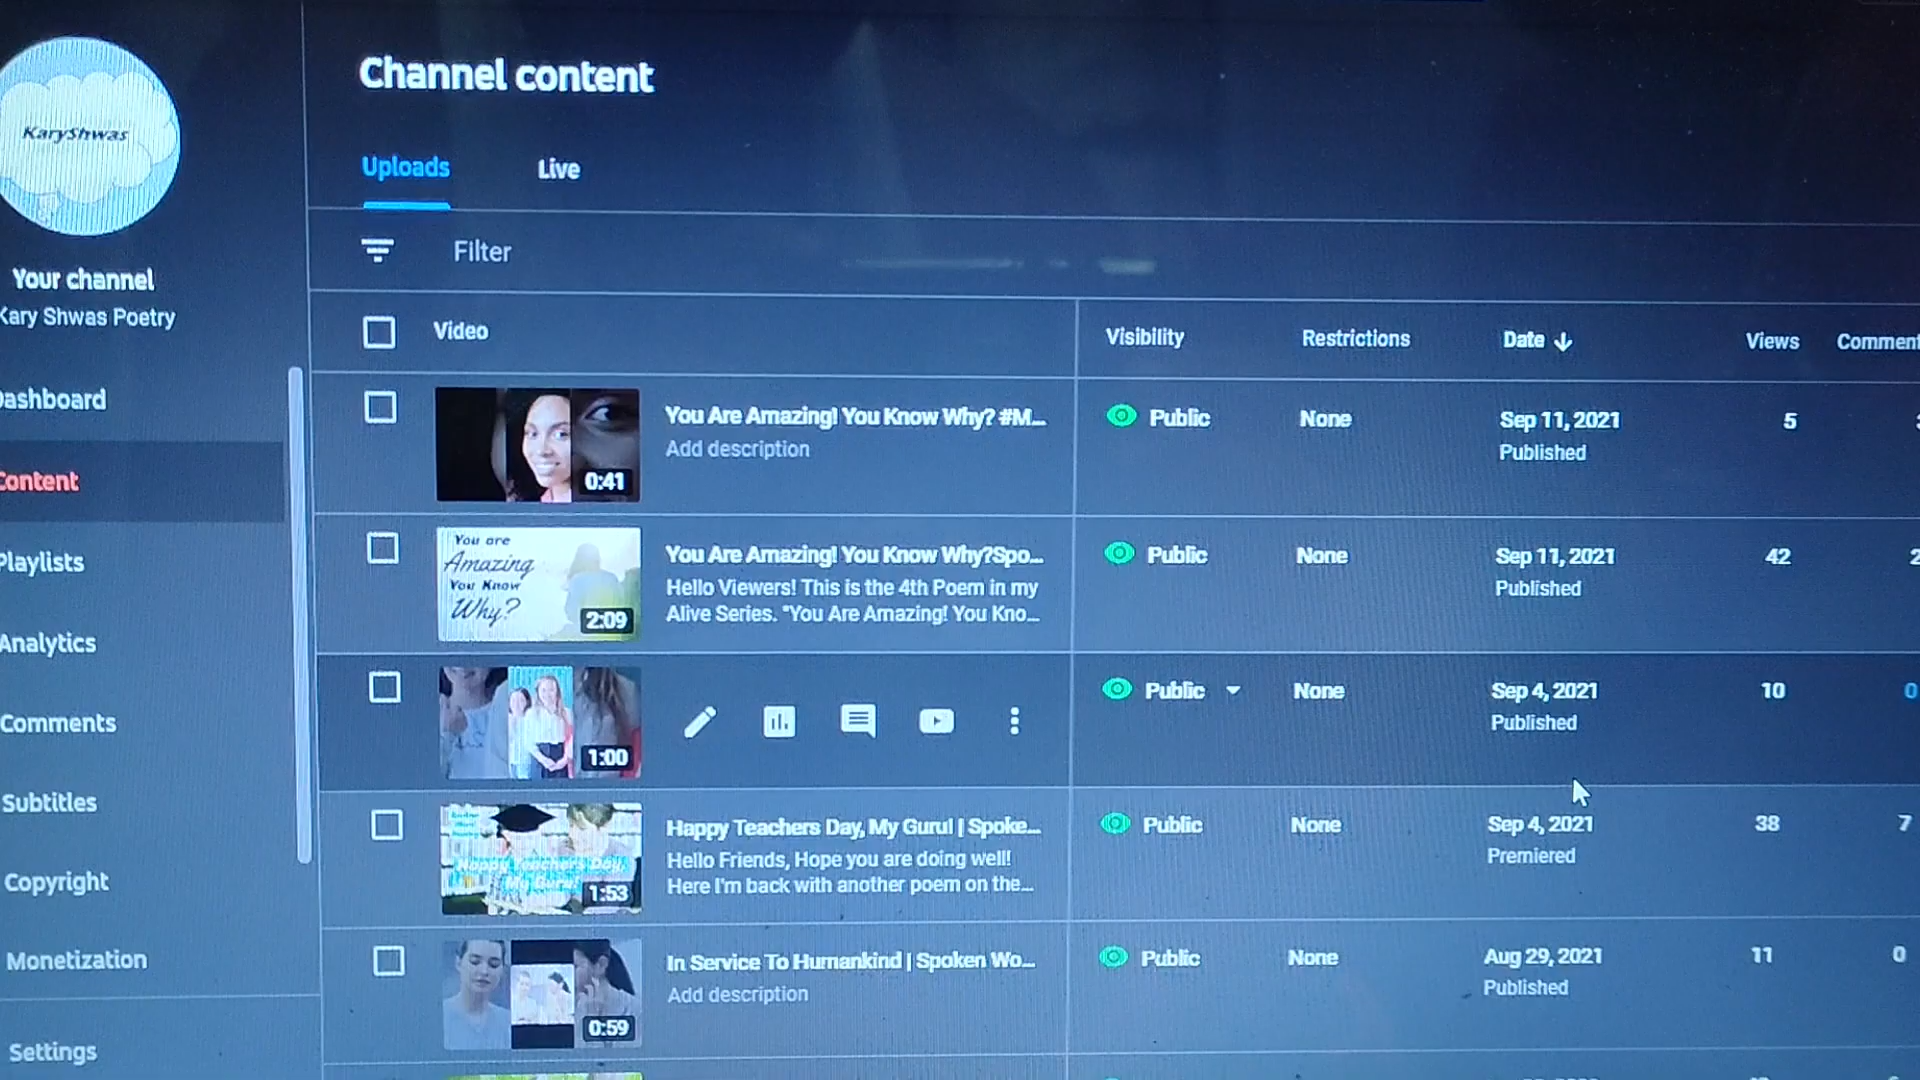 Channel content
KaryShwas
Uploads
Live
Filter
Your channel
Kary Shwas Poetry
Video
Visibility
Restrictions
Date
Views
Comment
Dashboard
Content
Playlists
Analytics
Comments
Subtitles
Copyright
Monetization
Settings
0:41
You Are Amazing! You Know Why? #M...
Add description
Public
None
Sep 11, 2021
Published
5
You are
Amazing
You Know
Why?
2:09
You Are Amazing! You Know Why?Spo...
Hello Viewers! This is the 4th Poem in my
Alive Series. "You Are Amazing! You Kno...
Public
None
Sep 11, 2021
Published
42
2
1:00
Public
None
Sep 4, 2021
Published
10
0
Happy Teachers Day,
My Guru!
1:53
Happy Teachers Day, My Guru! | Spoke...
Hello Friends, Hope you are doing well!
Here I'm back with another poem on the...
Public
None
Sep 4, 2021
Premiered
38
7
0:59
In Service To Humankind | Spoken Wo...
Add description
Public
None
Aug 29, 2021
Published
11
0